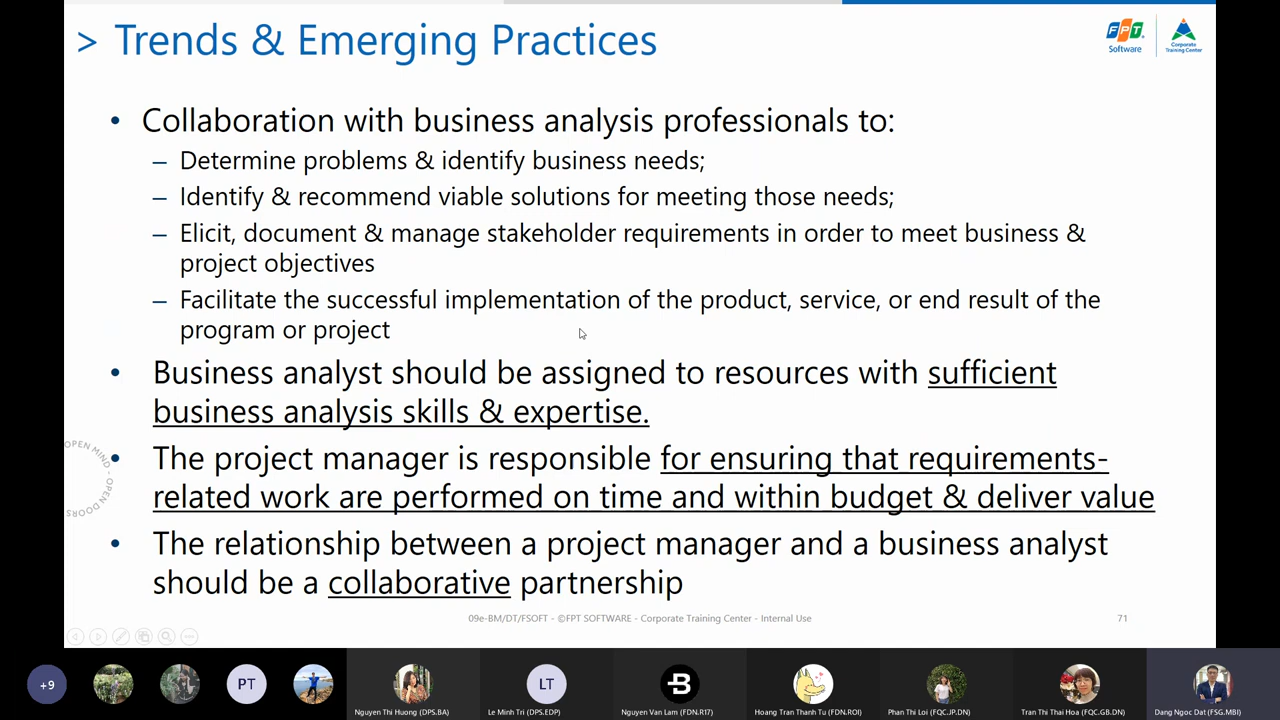 > Trends & Emerging Practices
FPT.
Software
Corporate
Training Center
• Collaboration with business analysis professionals to:
– Determine problems & identify business needs;
– Identify & recommend viable solutions for meeting those needs;
– Elicit, document & manage stakeholder requirements in order to meet business &
project objectives
– Facilitate the successful implementation of the product, service, or end result of the
program or project
• Business analyst should be assigned to resources with sufficient
business analysis skills & expertise.
• The project manager is responsible for ensuring that requirements-
related work are performed on time and within budget & deliver value
• The relationship between a project manager and a business analyst
should be a collaborative partnership
OPEN MIND - OPEN DOORS
09e-BM/DT/FSOFT - ©FPT SOFTWARE - Corporate Training Center - Internal Use
71
+9
PT
LT
B
Nguyen Thi Huong (DPS.BA)
Le Minh Tri (DPS.EDP)
Nguyen Van Lam (FDN.R17)
Hoang Tran Thanh Tu (FDN.ROI)
Phan Thi Loi (FQC.JP.DN)
Tran Thi Thai Hoa (FQC.GB.DN)
Dang Ngoc Dat (FSG.MBI)